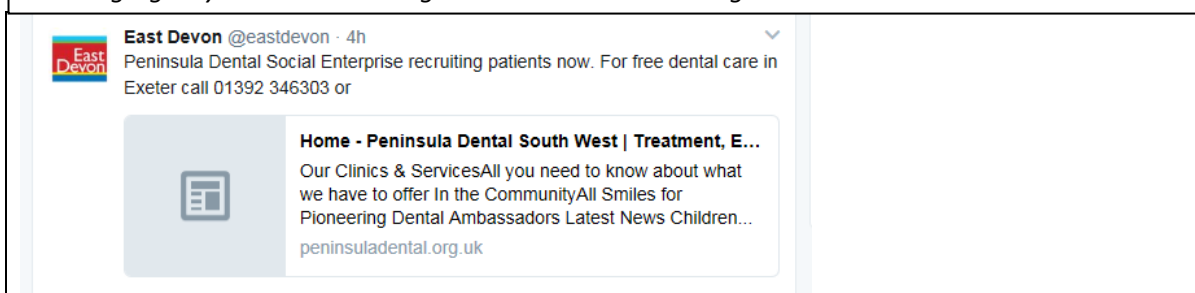 East Devon @eastdevon · 4h
East
Devon
Peninsula Dental Social Enterprise recruiting patients now. For free dental care in
Exeter call 01392 346303 or
Home - Peninsula Dental South West | Treatment, E...
Our Clinics & ServicesAll you need to know about what
we have to offer In the CommunityAll Smiles for
Pioneering Dental Ambassadors Latest News Children...
peninsuladental.org.uk